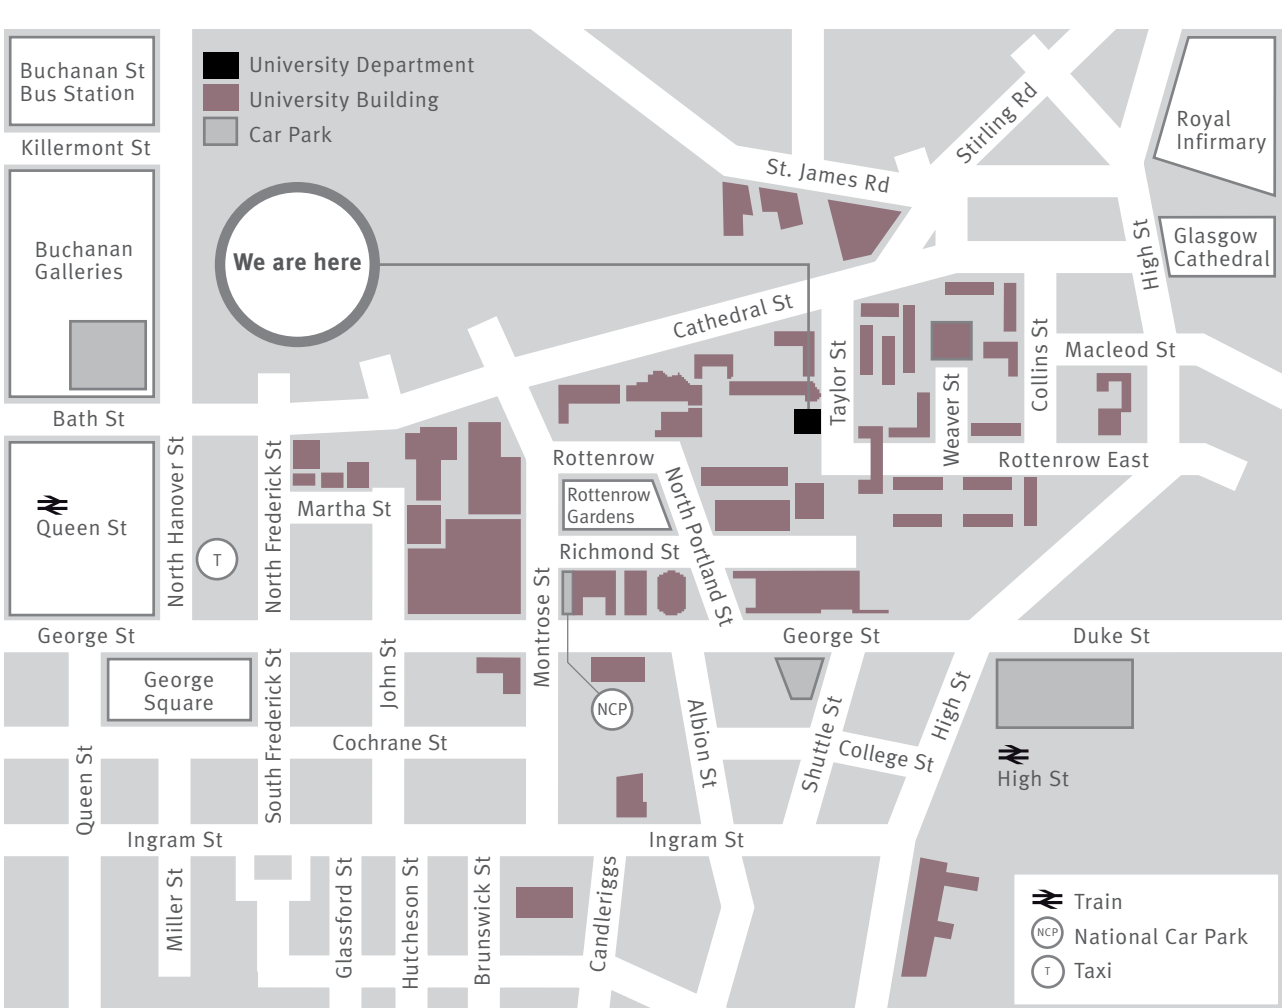 Buchanan St
Bus Station
University Department
University Building
Car Park
Killermont St
Royal
Infirmary
Stirling Rd
St. James Rd
Buchanan
Galleries
We are here
High St
Glasgow
Cathedral
Cathedral St
Taylor St
Collins St
Macleod St
Weaver St
Bath St
North Hanover St
North Frederick St
Rottenrow
North Portland St
Rottenrow East
Queen St
Martha St
Rottenrow
Gardens
T
Richmond St
Montrose St
George St
George St
Duke St
John St
George
Square
South Frederick St
NCP
Albion St
Shuttle St
High St
Cochrane St
College St
Queen St
High St
Ingram St
Ingram St
Miller St
Glassford St
Hutcheson St
Brunswick St
Candleriggs
Train
NCP
National Car Park
T
Taxi